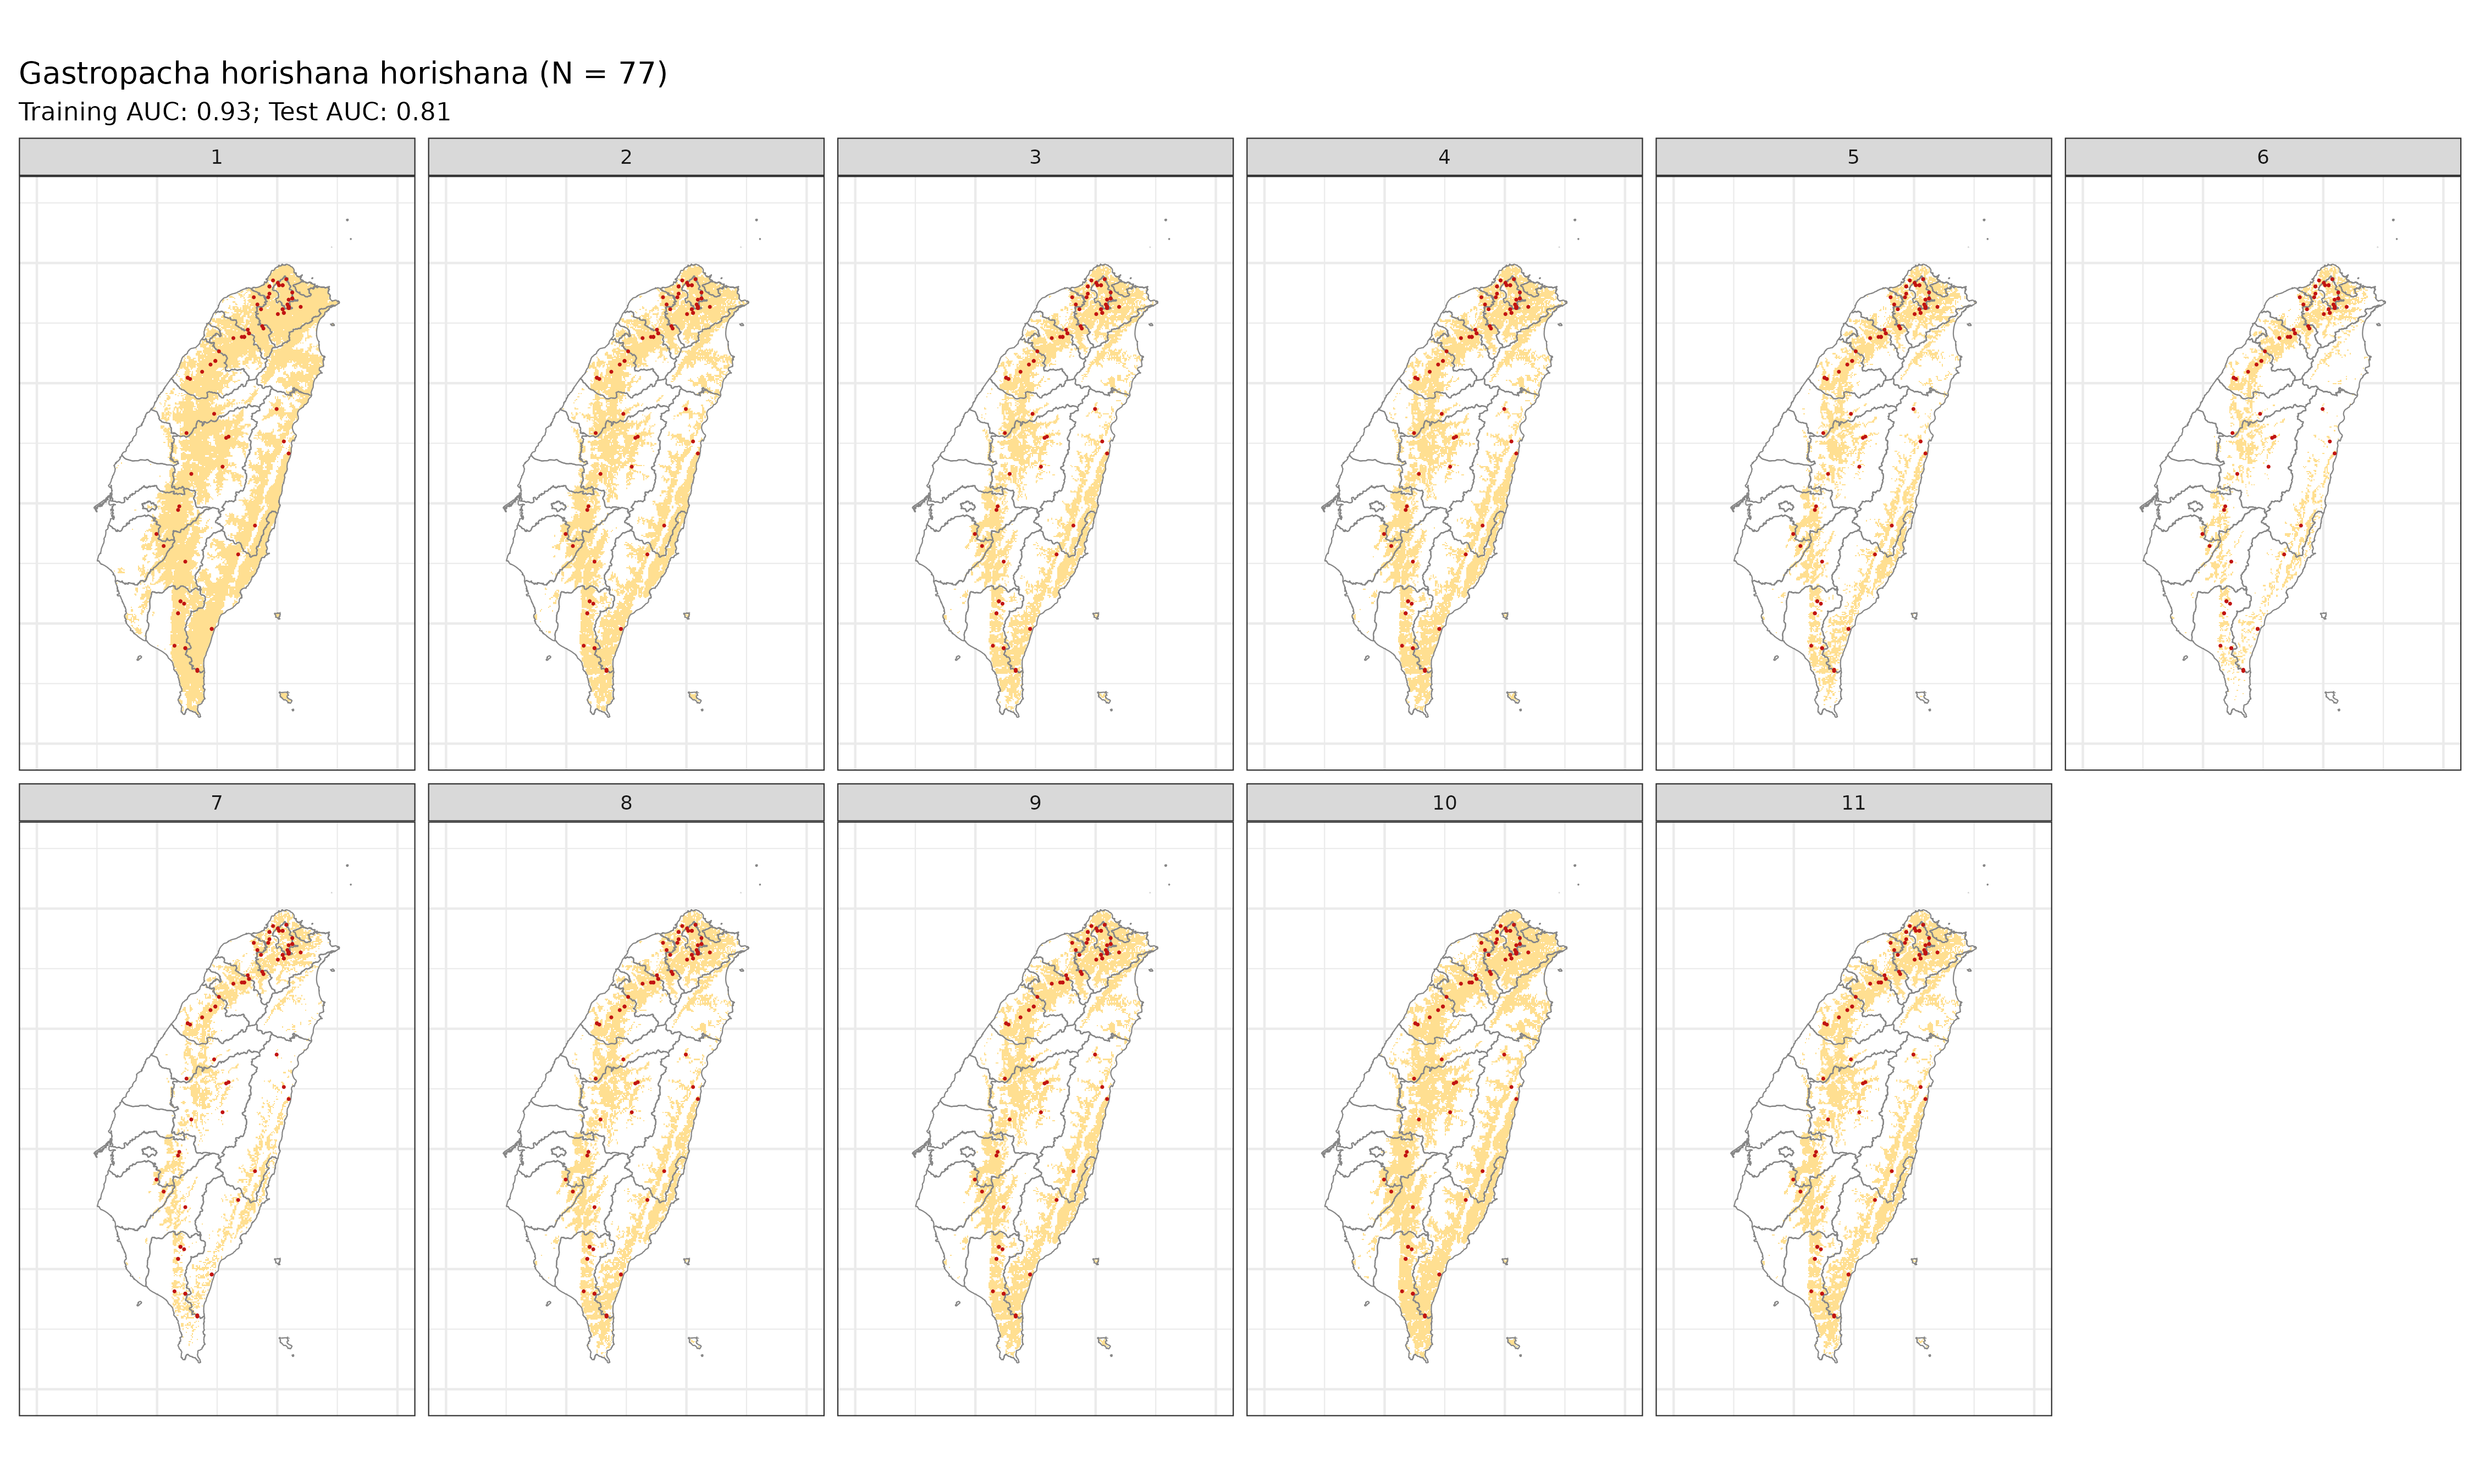 Gastropacha horishana horishana (N = 77)
Training AUC: 0.93; Test AUC: 0.81
1 2 3 4 5 6
7 8 9 10 11